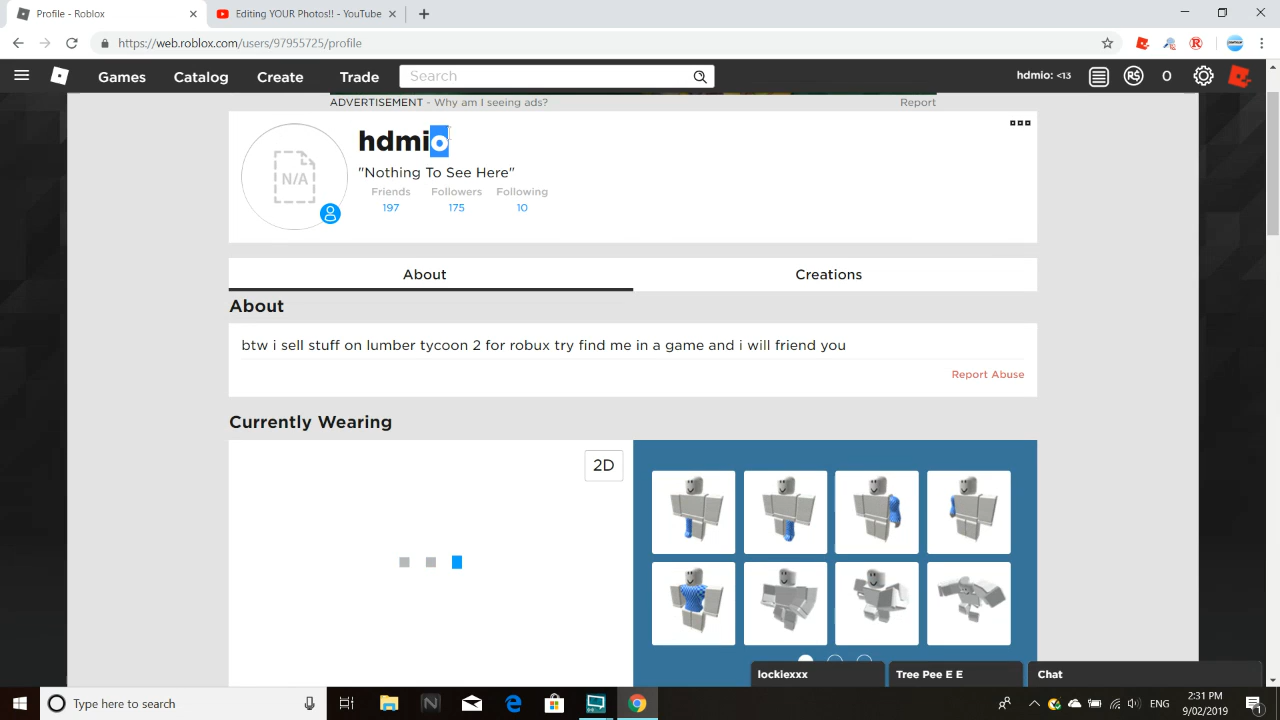 Profile - Roblox
Editing YOUR Photos!! - YouTube
https://web.roblox.com/users/97955725/profile
Games Catalog Create Trade Search hdmio: <13 R$ 0
ADVERTISEMENT - Why am I seeing ads? Report
hdmio
N/A
"Nothing To See Here"
Friends Followers Following
197 175 10
About Creations
About
btw i sell stuff on lumber tycoon 2 for robux try find me in a game and i will friend you
Report Abuse
Currently Wearing
2D
lockiexxx Tree Pee E E Chat
Type here to search ENG 2:31 PM
9/02/2019 1